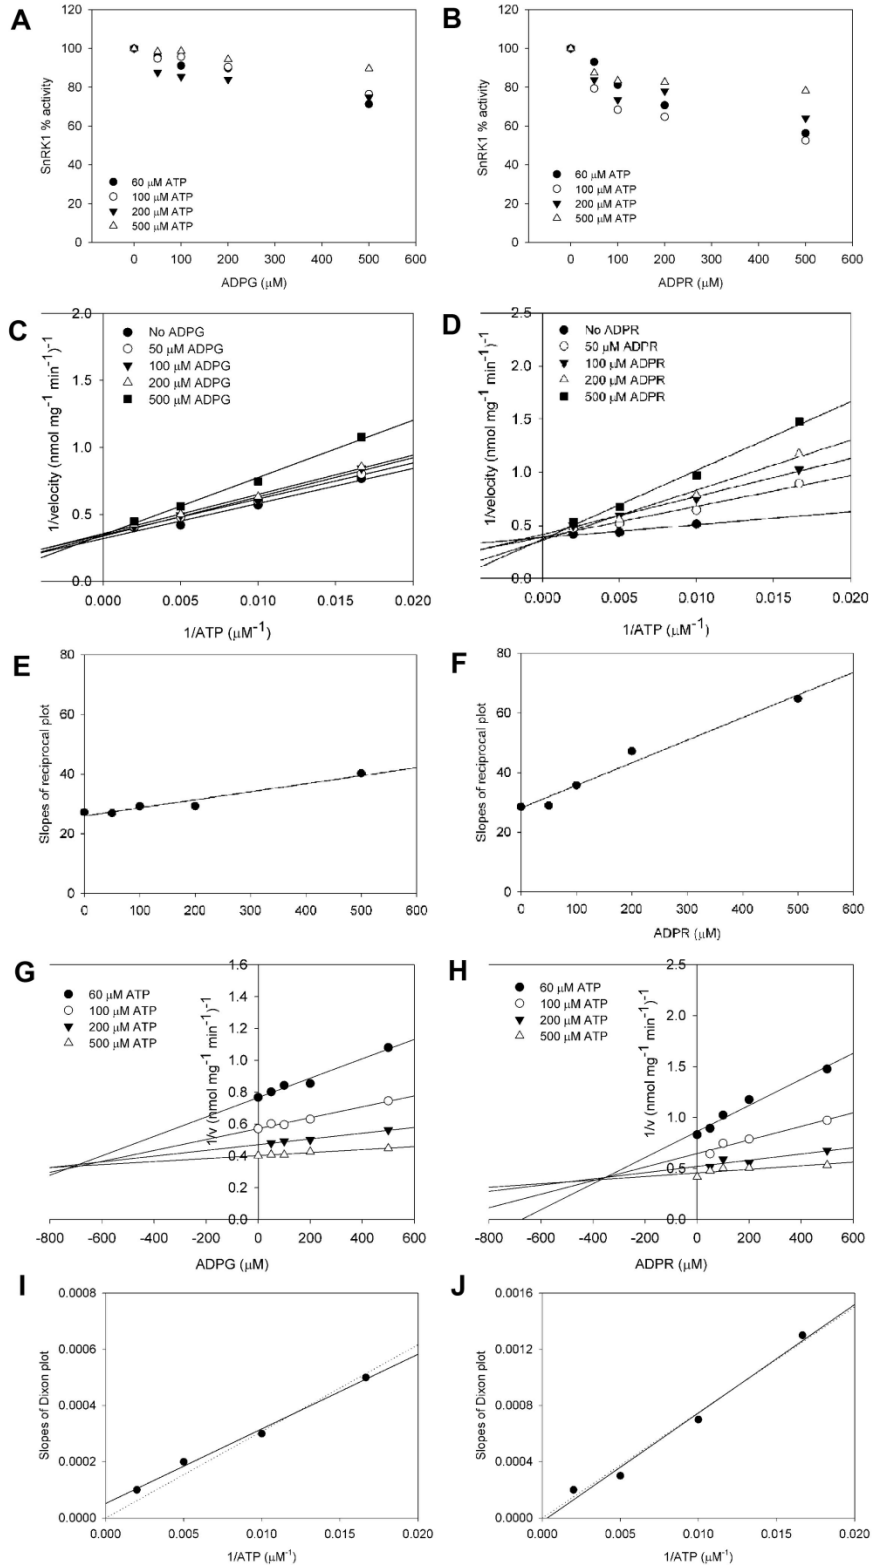 A
SnRK1 % activity
120
100
80
60
40
20
0
60 µM ATP
100 µM ATP
200 µM ATP
500 µM ATP
0 100 200 300 400 500 600
ADPG (µM)
B
SnRK1 % activity
120
100
80
60
40
20
0
60 µM ATP
100 µM ATP
200 µM ATP
500 µM ATP
0 100 200 300 400 500 600
ADPR (µM)
C
1/velocity (nmol mg⁻¹ min⁻¹)⁻¹
2.0
1.5
1.0
0.5
0.0
No ADPG
50 µM ADPG
100 µM ADPG
200 µM ADPG
500 µM ADPG
0.000 0.005 0.010 0.015 0.020
1/ATP (µM⁻¹)
D
1/velocity (nmol mg⁻¹ min⁻¹)⁻¹
2.5
2.0
1.5
1.0
0.5
0.0
No ADPR
50 µM ADPR
100 µM ADPR
200 µM ADPR
500 µM ADPR
0.000 0.005 0.010 0.015 0.020
1/ATP (µM⁻¹)
E
Slopes of reciprocal plot
80
60
40
20
0
0 100 200 300 400 500 600
F
Slopes of reciprocal plot
80
60
40
20
0
0 100 200 300 400 500 600
ADPR (µM)
G
1/v (nmol mg⁻¹ min⁻¹)⁻¹
1.6
1.4
1.2
1.0
0.8
0.6
0.4
0.2
0.0
60 µM ATP
100 µM ATP
200 µM ATP
500 µM ATP
-800 -600 -400 -200 0 200 400 600
ADPG (µM)
H
1/v (nmol mg⁻¹ min⁻¹)⁻¹
2.5
2.0
1.5
1.0
0.5
0.0
60 µM ATP
100 µM ATP
200 µM ATP
500 µM ATP
-800 -600 -400 -200 0 200 400 600
ADPR (µM)
I
Slopes of Dixon plot
0.0008
0.0006
0.0004
0.0002
0.0000
0.000 0.005 0.010 0.015 0.020
1/ATP (µM⁻¹)
J
Slopes of Dixon plot
0.0016
0.0012
0.0008
0.0004
0.0000
0.000 0.005 0.010 0.015 0.020
1/ATP (µM⁻¹)